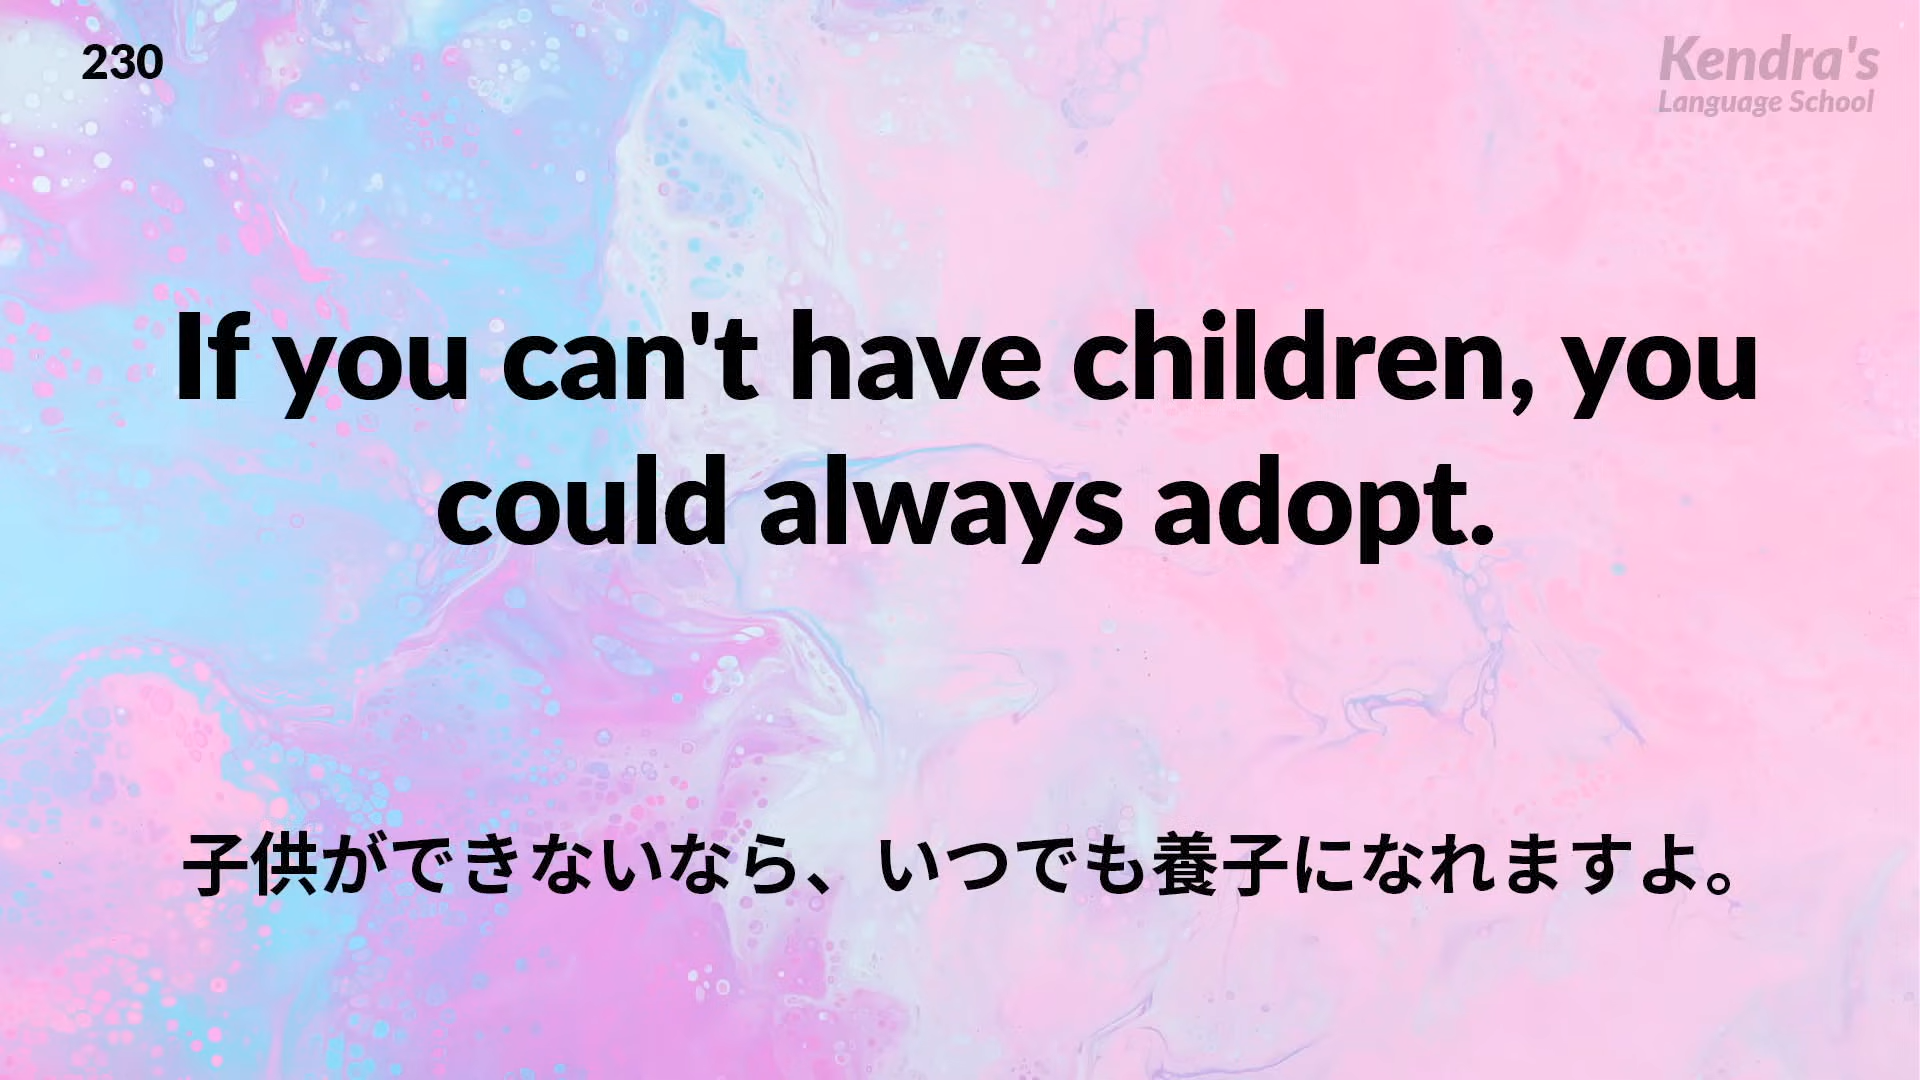 230
Kendra's
Language School
If you can't have children, you
could always adopt.
子供ができないなら、いつでも養子になれますよ。